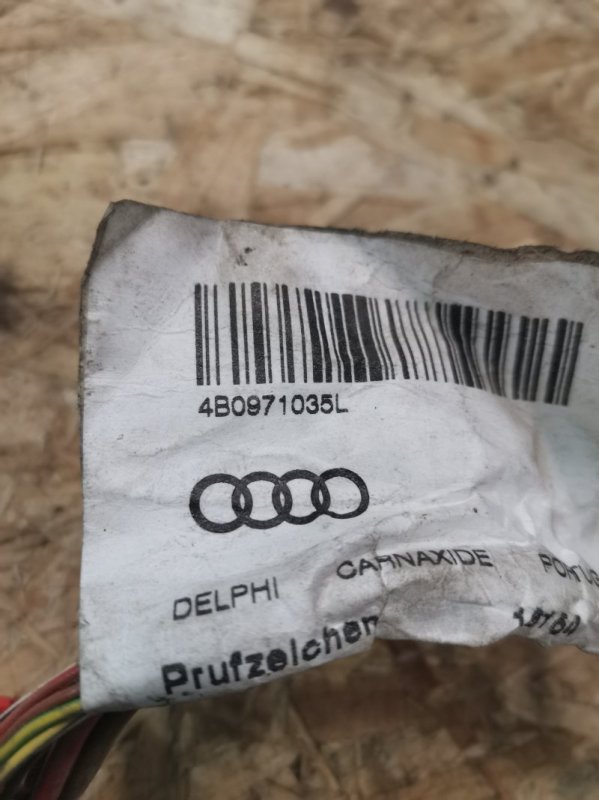 4B0971035L
DELPHI CARNAXIDE
Prufzeichen